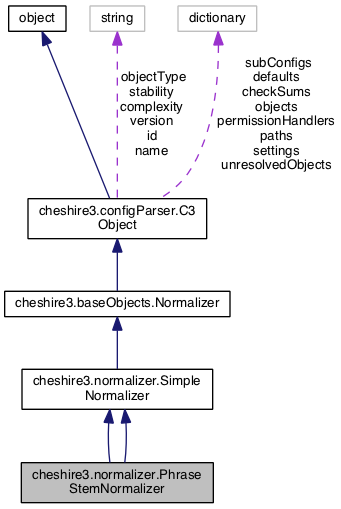 object
string
dictionary
objectType
stability
complexity
version
id
name
subConfigs
defaults
checkSums
objects
permissionHandlers
paths
settings
unresolvedObjects
cheshire3.configParser.C3
Object
cheshire3.baseObjects.Normalizer
cheshire3.normalizer.Simple
Normalizer
cheshire3.normalizer.Phrase
StemNormalizer